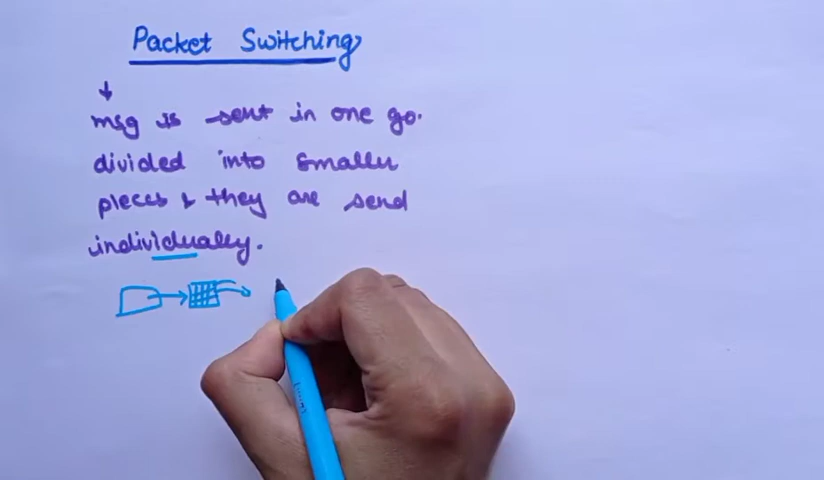 Packet Switching
msg is sent in one go.
divided into smaller
pieces & they are send
individually.